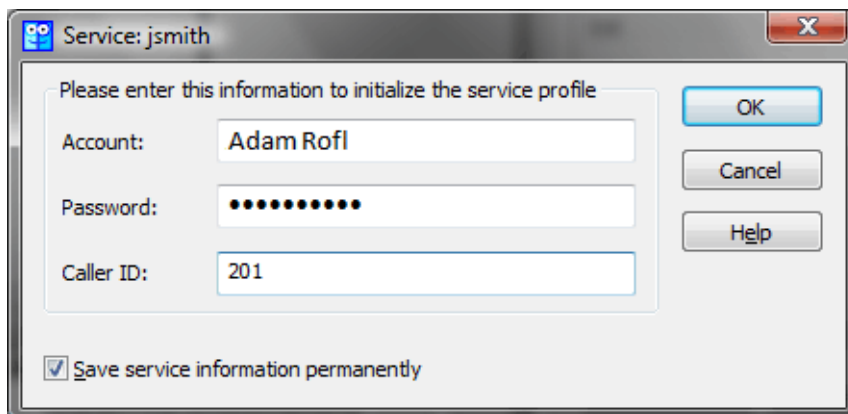 Service: jsmith
Please enter this information to initialize the service profile
Account: Adam Rofl
Password: ••••••••••
Caller ID: 201
Save service information permanently
OK
Cancel
Help